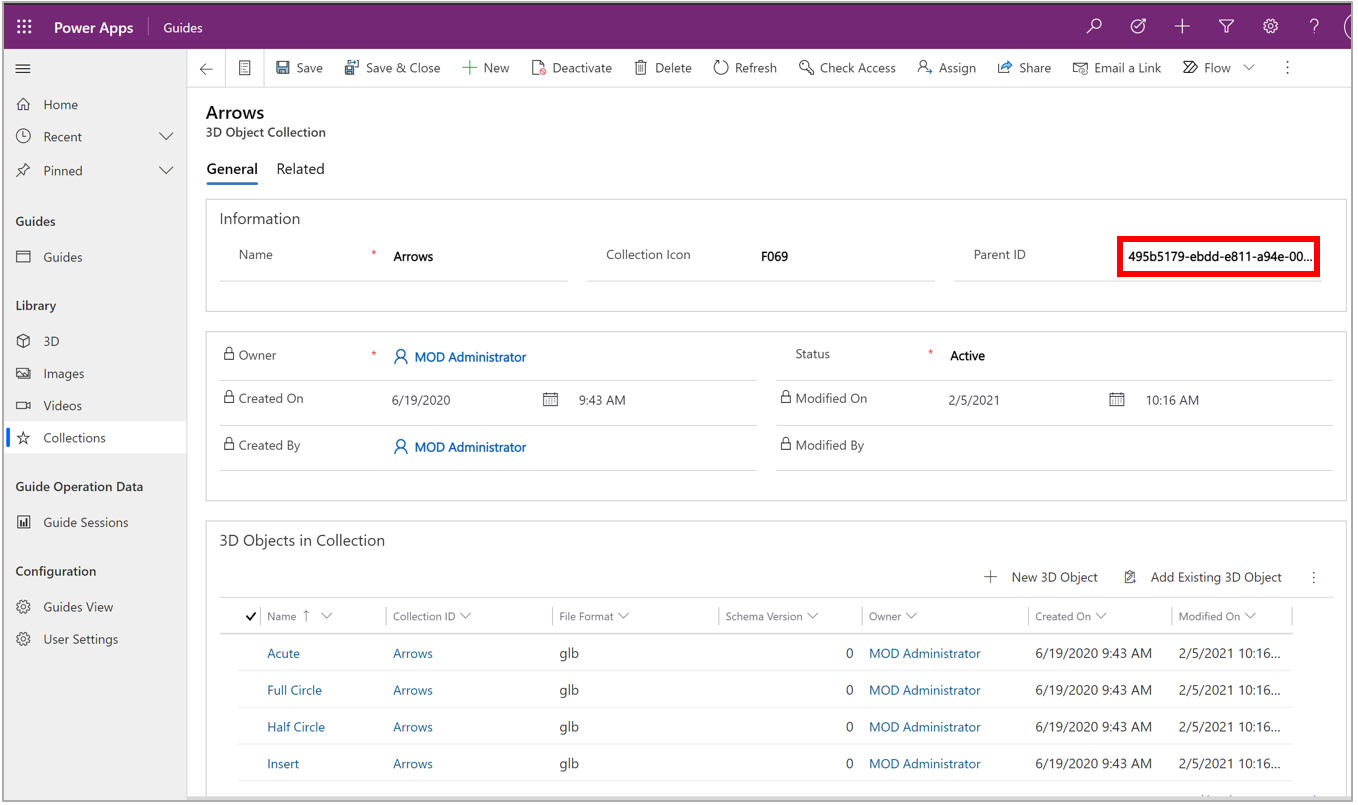 Power Apps Guides
Save Save & Close New Deactivate Delete Refresh Check Access Assign Share Email a Link Flow
Home
Recent
Pinned
Guides
Guides
Library
3D
Images
Videos
Collections
Guide Operation Data
Guide Sessions
Configuration
Guides View
User Settings
Arrows
3D Object Collection
General Related
Information
Name * Arrows Collection Icon F069 Parent ID 495b5179-ebdd-e811-a94e-00...
Owner * MOD Administrator Status * Active
Created On 6/19/2020 9:43 AM Modified On 2/5/2021 10:16 AM
Created By MOD Administrator Modified By
3D Objects in Collection
New 3D Object Add Existing 3D Object
Name ↑ Collection ID File Format Schema Version Owner Created On Modified On
Acute Arrows glb 0 MOD Administrator 6/19/2020 9:43 AM 2/5/2021 10:16...
Full Circle Arrows glb 0 MOD Administrator 6/19/2020 9:43 AM 2/5/2021 10:16...
Half Circle Arrows glb 0 MOD Administrator 6/19/2020 9:43 AM 2/5/2021 10:16...
Insert Arrows glb 0 MOD Administrator 6/19/2020 9:43 AM 2/5/2021 10:16...